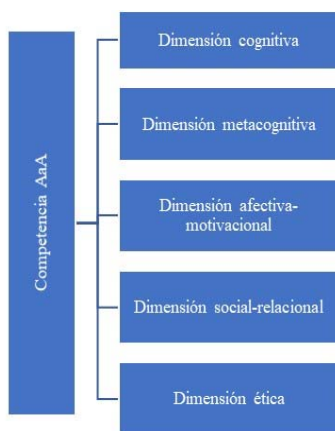 Competencia AaA
Dimensión cognitiva
Dimensión metacognitiva
Dimensión afectiva-
motivacional
Dimensión social-relacional
Dimensión ética